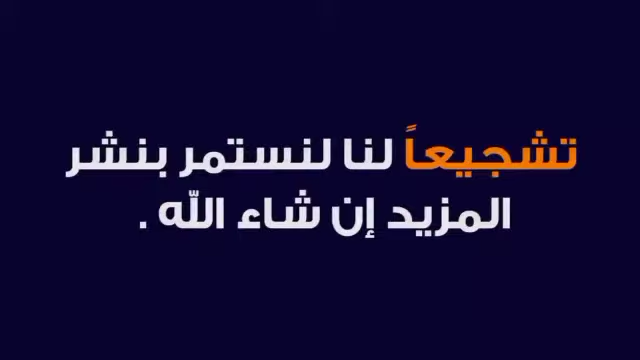 تشجيعاً لنا لنستمر بنشر
المزيد إن شاء الله .